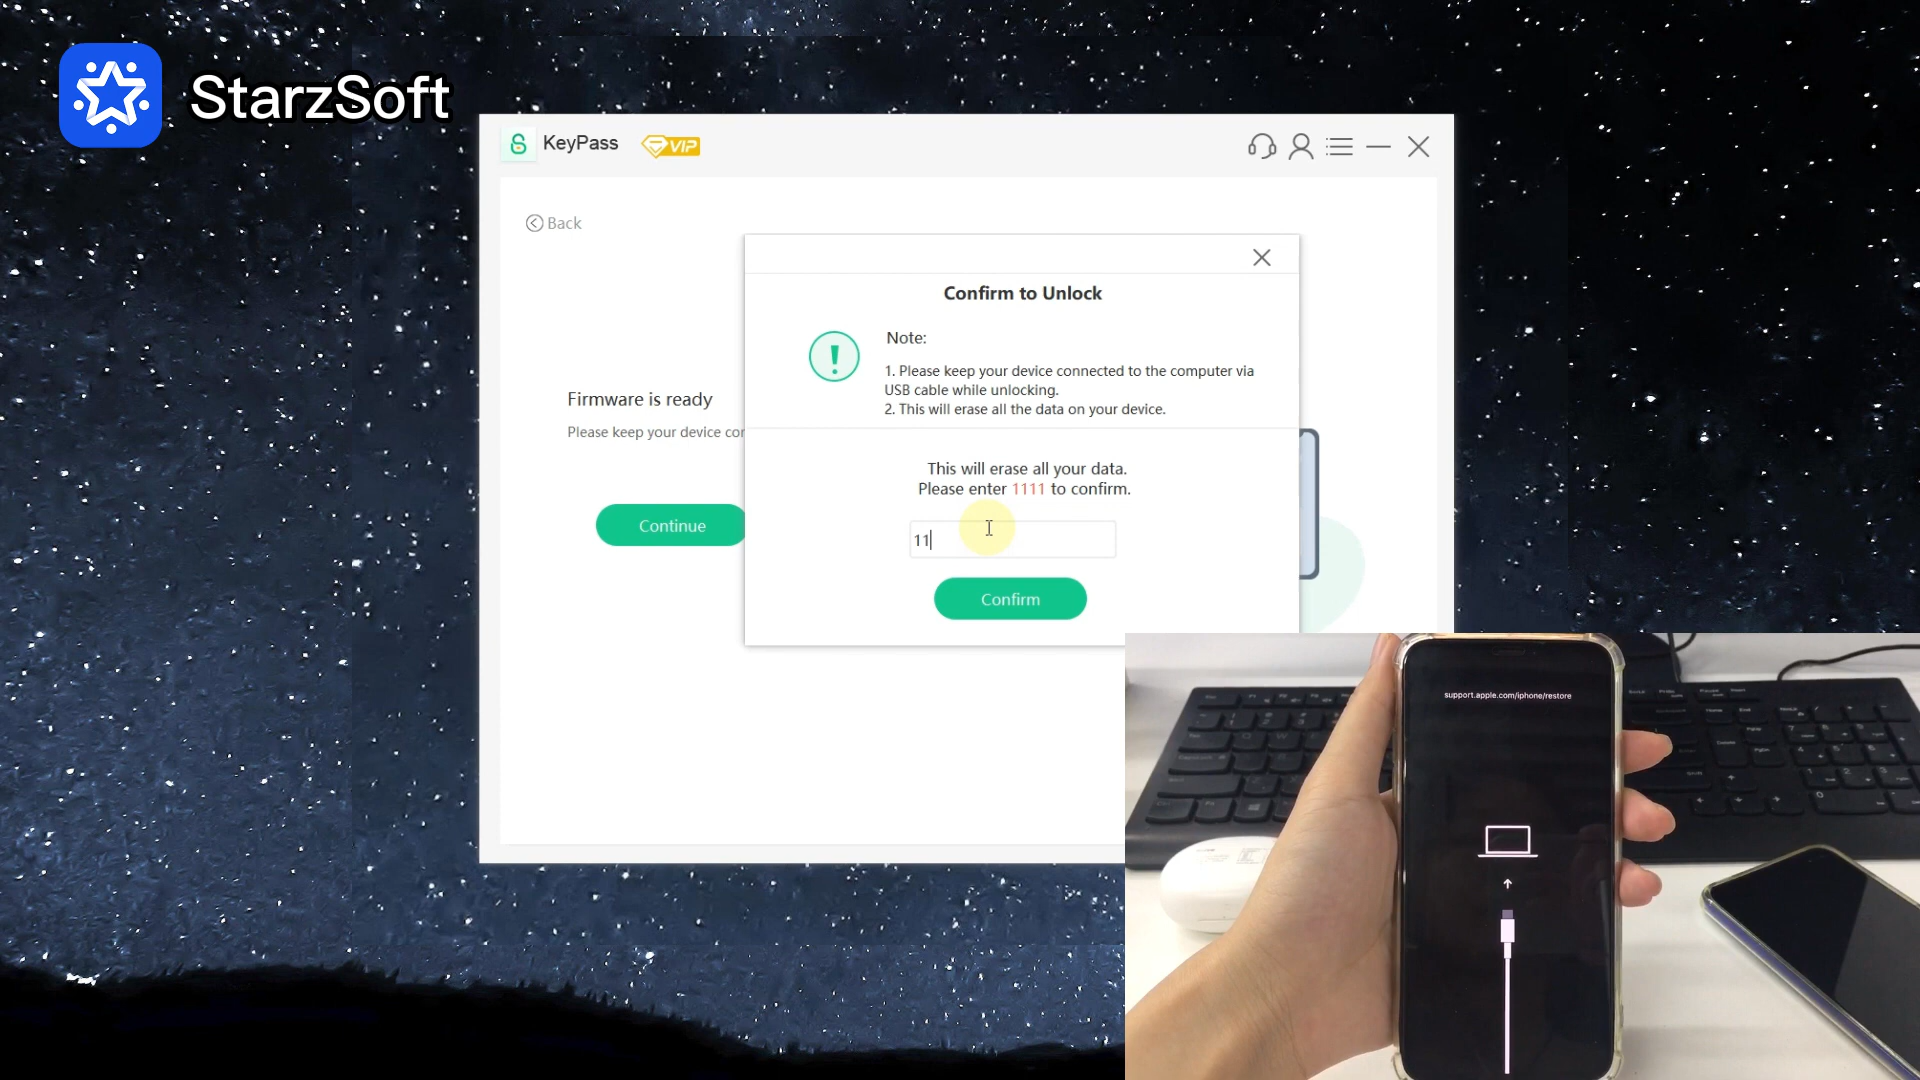 StarzSoft
KeyPass
VIP
Back
Confirm to Unlock
Note:
1. Please keep your device connected to the computer via
USB cable while unlocking.
2. This will erase all the data on your device.
Firmware is ready
Please keep your device
This will erase all your data.
Please enter 1111 to confirm.
11
Continue
Confirm
support.apple.com/iphone/restore